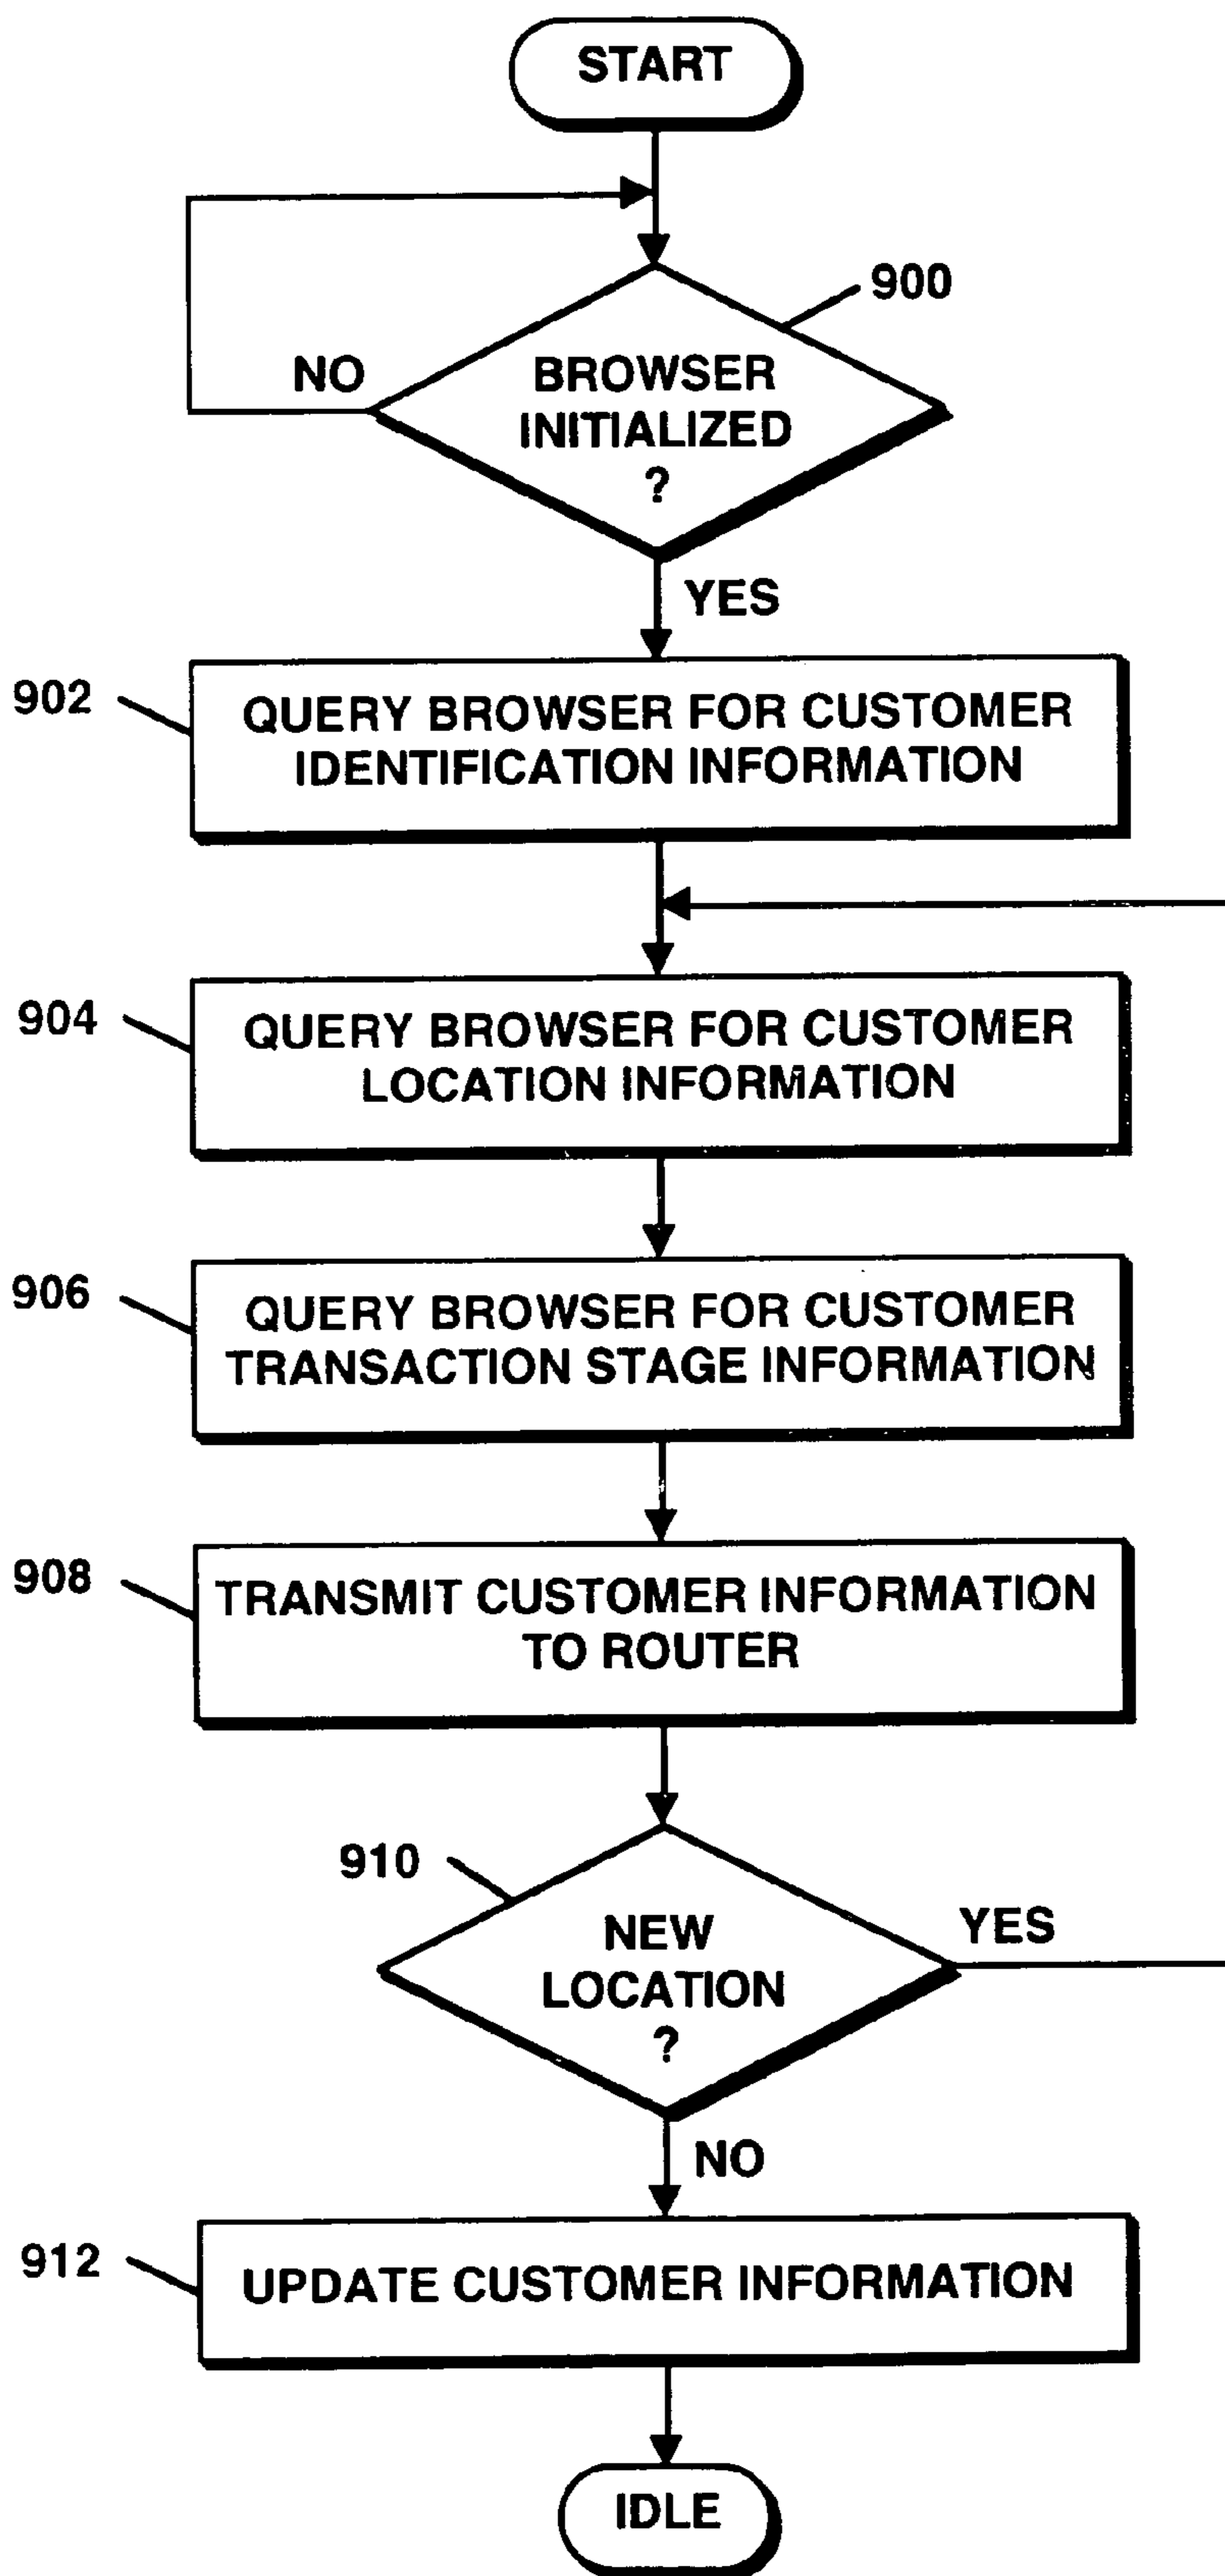 START
900
NO
BROWSER
INITIALIZED
?
YES
902
QUERY BROWSER FOR CUSTOMER
IDENTIFICATION INFORMATION
904
QUERY BROWSER FOR CUSTOMER
LOCATION INFORMATION
906
QUERY BROWSER FOR CUSTOMER
TRANSACTION STAGE INFORMATION
908
TRANSMIT CUSTOMER INFORMATION
TO ROUTER
910
NEW
LOCATION
?
YES
NO
912
UPDATE CUSTOMER INFORMATION
IDLE